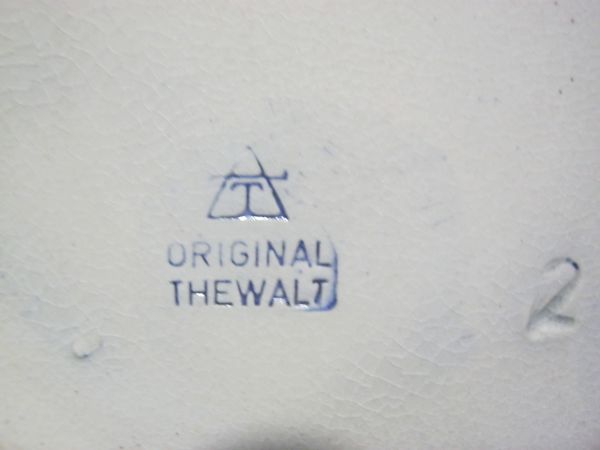 T
ORIGINAL
THEWALT
2